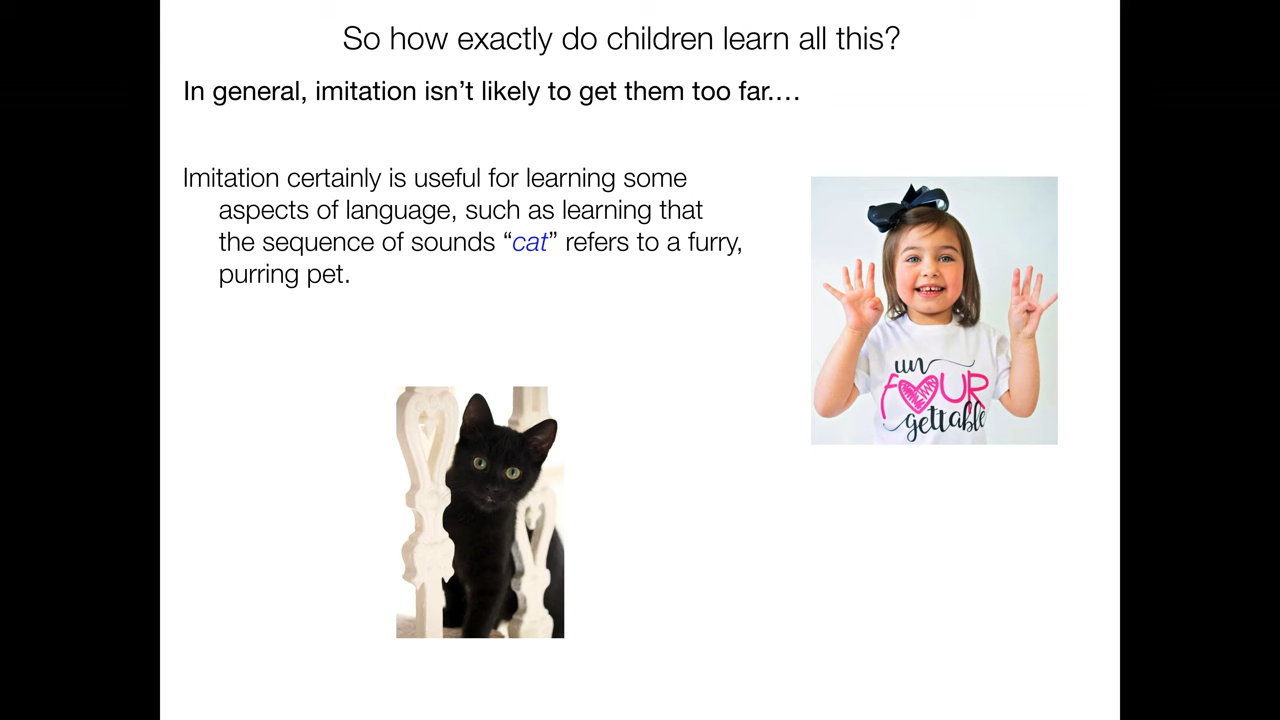 So how exactly do children learn all this?
In general, imitation isn’t likely to get them too far.…
Imitation certainly is useful for learning some
aspects of language, such as learning that
the sequence of sounds “cat” refers to a furry,
purring pet.
un
FOUR
gettable